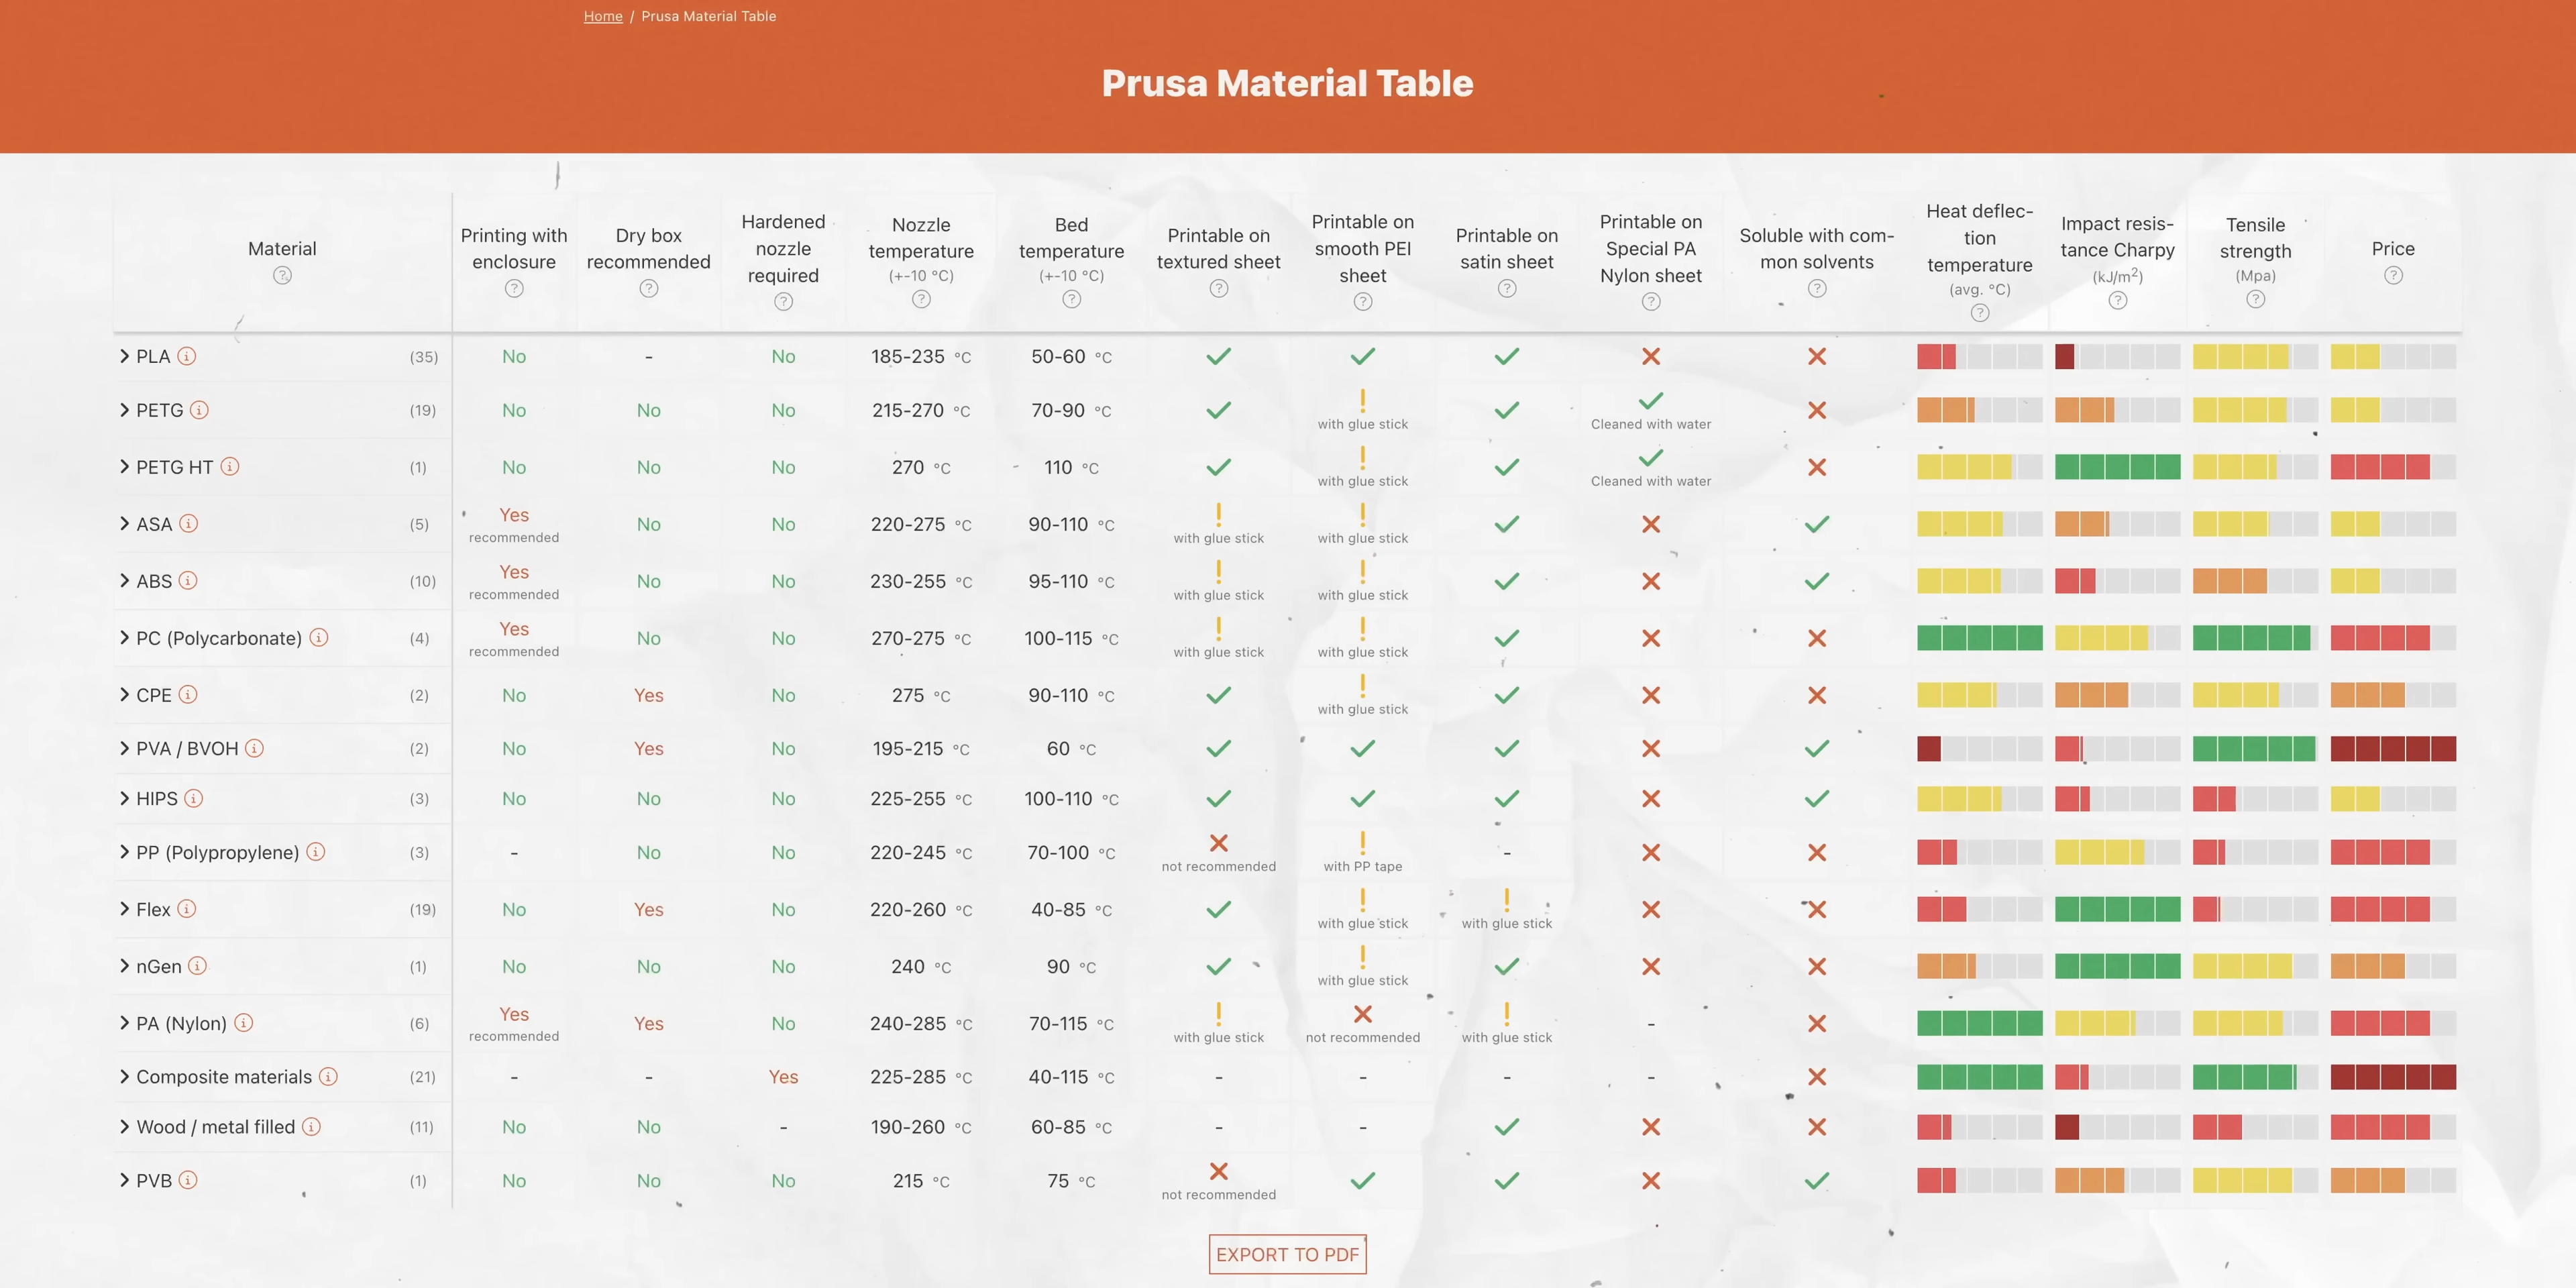 Home / Prusa Material Table
Prusa Material Table
Material
Printing with enclosure
Dry box recommended
Hardened nozzle required
Nozzle temperature (+-10 °C)
Bed temperature (+-10 °C)
Printable on textured sheet
Printable on smooth PEI sheet
Printable on satin sheet
Printable on Special PA Nylon sheet
Soluble with com-mon solvents
Heat deflec-tion temperature (avg. °C)
Impact resis-tance Charpy (kJ/m²)
Tensile strength (Mpa)
Price
PLA (35) No - No 185-235 °C 50-60 °C
PETG (19) No No No 215-270 °C 70-90 °C with glue stick Cleaned with water
PETG HT (1) No No No 270 °C 110 °C with glue stick Cleaned with water
ASA (5) Yes recommended No No 220-275 °C 90-110 °C with glue stick with glue stick
ABS (10) Yes recommended No No 230-255 °C 95-110 °C with glue stick with glue stick
PC (Polycarbonate) (4) Yes recommended No No 270-275 °C 100-115 °C with glue stick with glue stick
CPE (2) No Yes No 275 °C 90-110 °C with glue stick
PVA / BVOH (2) No Yes No 195-215 °C 60 °C
HIPS (3) No No No 225-255 °C 100-110 °C
PP (Polypropylene) (3) - No No 220-245 °C 70-100 °C not recommended with PP tape -
Flex (19) No Yes No 220-260 °C 40-85 °C with glue stick with glue stick
nGen (1) No No No 240 °C 90 °C with glue stick
PA (Nylon) (6) Yes recommended Yes No 240-285 °C 70-115 °C with glue stick not recommended with glue stick -
Composite materials (21) - - Yes 225-285 °C 40-115 °C - - - -
Wood / metal filled (11) No No - 190-260 °C 60-85 °C - -
PVB (1) No No No 215 °C 75 °C not recommended
EXPORT TO PDF